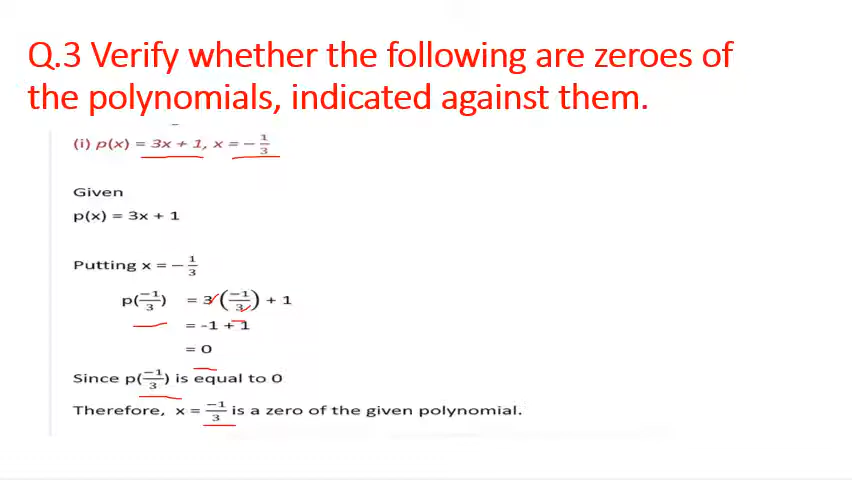 Q.3 Verify whether the following are zeroes of
the polynomials, indicated against them.
(i) p(x) = 3x + 1, x = −1/3
Given
p(x) = 3x + 1
Putting x = −1/3
p(−1/3) = 3(−1/3) + 1
= -1 + 1
= 0
Since p(−1/3) is equal to 0
Therefore, x = −1/3 is a zero of the given polynomial.